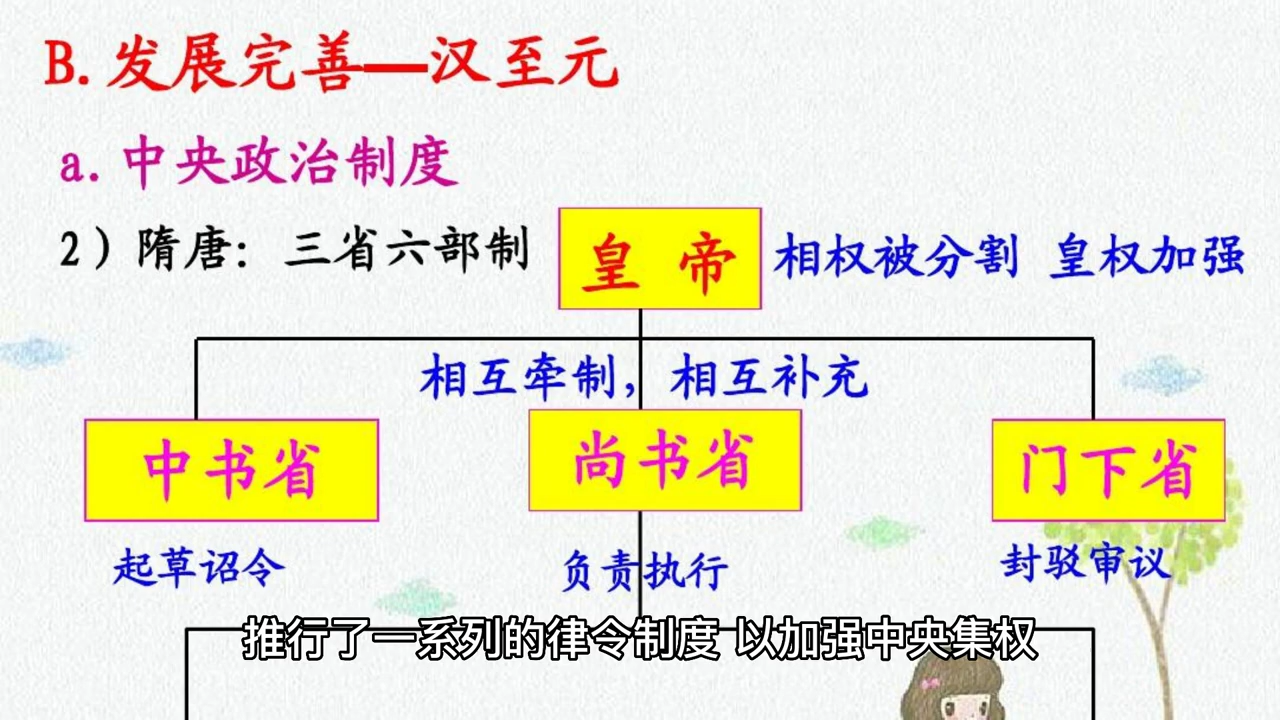 B.发展完善—汉至元
a.中央政治制度
2）隋唐：三省六部制
皇 帝
相权被分割 皇权加强
相互牵制，相互补充
中书省
尚书省
门下省
起草诏令
负责执行
封驳审议
推行了一系列的律令制度 以加强中央集权